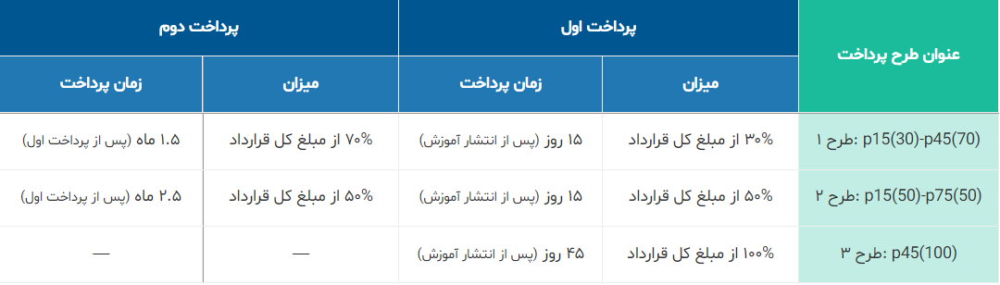 عنوان طرح پرداخت
پرداخت اول
پرداخت دوم
میزان
زمان پرداخت
میزان
زمان پرداخت
طرح ۱: p15(30)-p45(70)
۳۰% از مبلغ کل قرارداد
۱۵ روز (پس از انتشار آموزش)
۷۰% از مبلغ کل قرارداد
۱.۵ ماه (پس از پرداخت اول)
طرح ۲: p15(50)-p75(50)
۵۰% از مبلغ کل قرارداد
۱۵ روز (پس از انتشار آموزش)
۵۰% از مبلغ کل قرارداد
۲.۵ ماه (پس از پرداخت اول)
طرح ۳: p45(100)
۱۰۰% از مبلغ کل قرارداد
۴۵ روز (پس از انتشار آموزش)
—
—